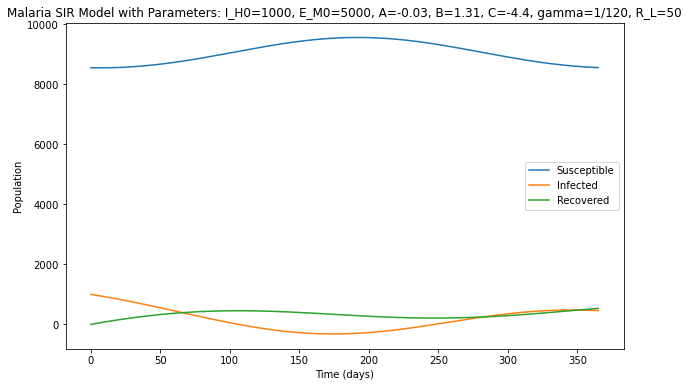 Malaria SIR Model with Parameters: I_H0=1000, E_M0=5000, A=-0.03, B=1.31, C=-4.4, gamma=1/120, R_L=50
10000
8000
6000
4000
2000
0
Population
Susceptible
Infected
Recovered
0 50 100 150 200 250 300 350
Time (days)